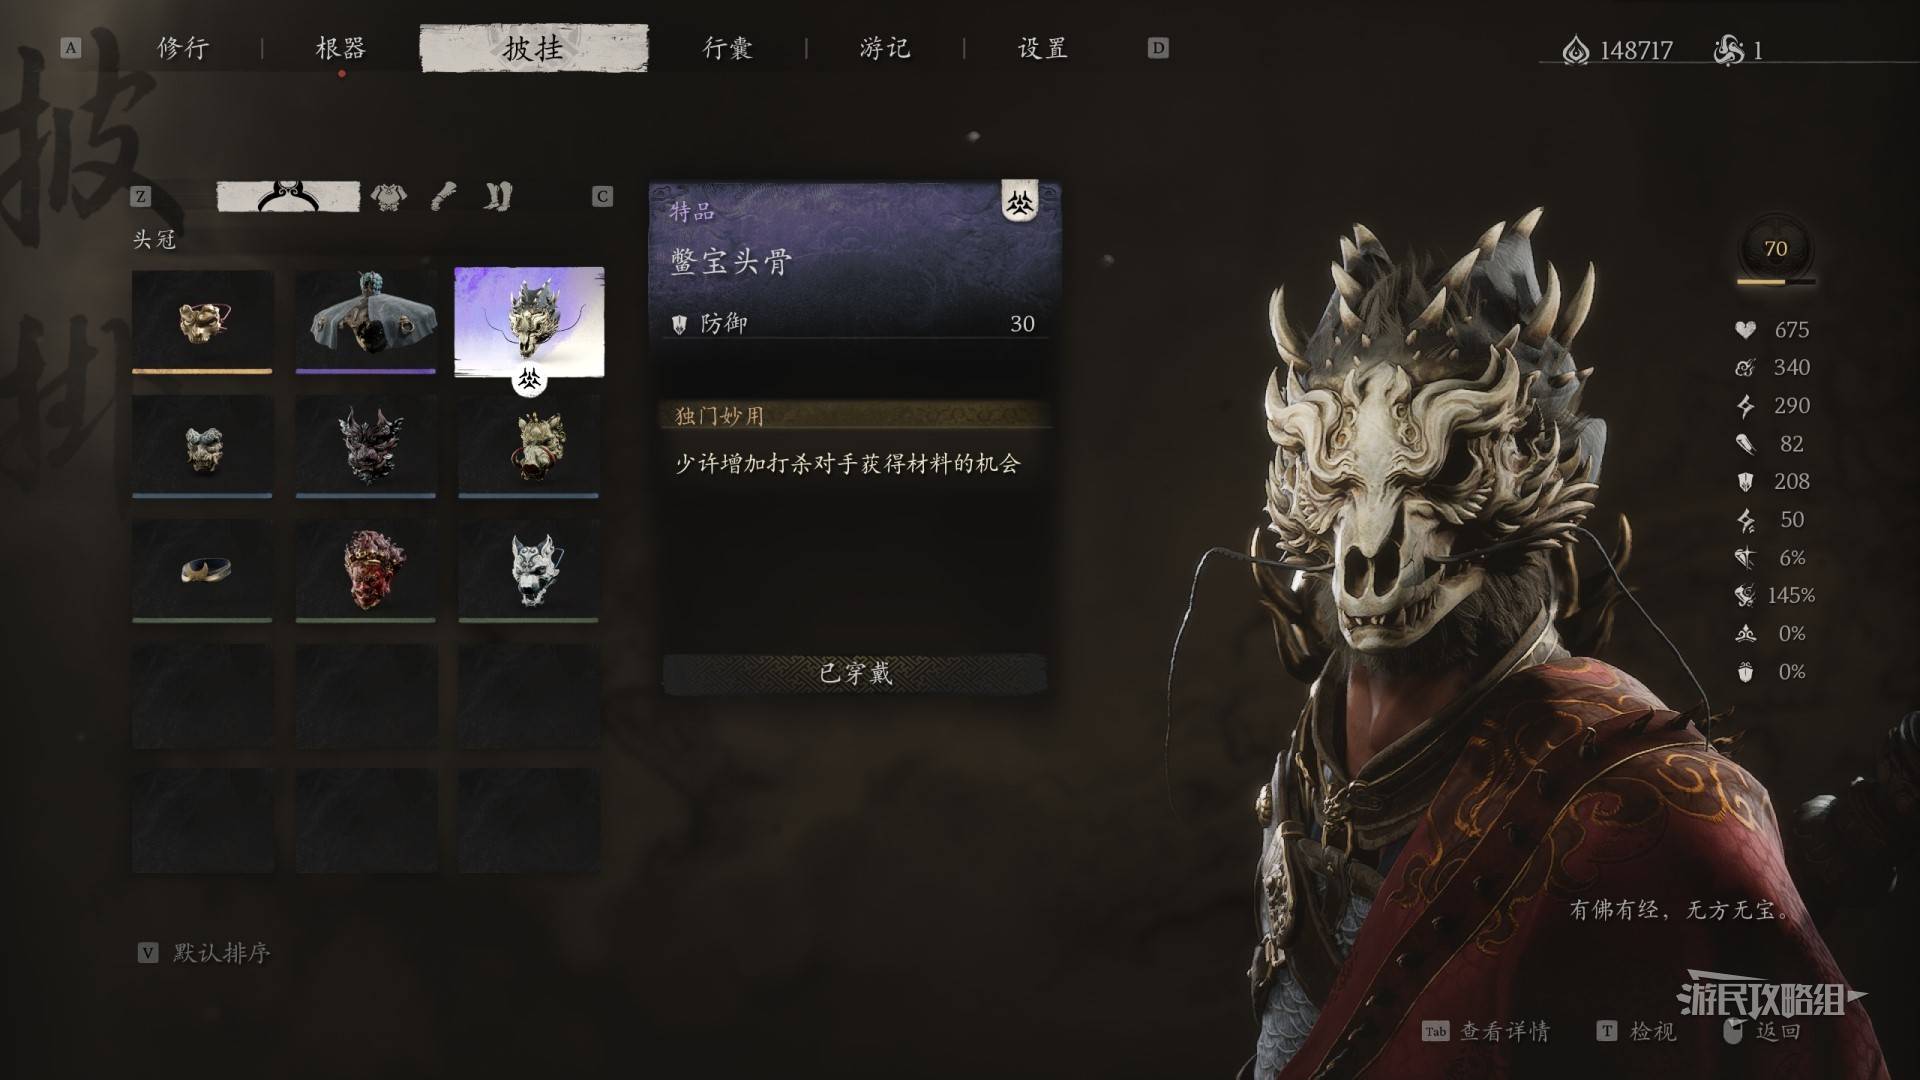 A 修行 根器 披挂 行囊 游记 设置 D
148717 1
披挂
Z C
头冠
特品
鳖宝头骨
防御 30
独门妙用
少许增加打杀对手获得材料的机会
已穿戴
70
675
340
290
82
208
50
6%
145%
0%
0%
有佛有经，无方无宝。
V 默认排序
游民攻略组
Tab 查看详情 T 检视 返回